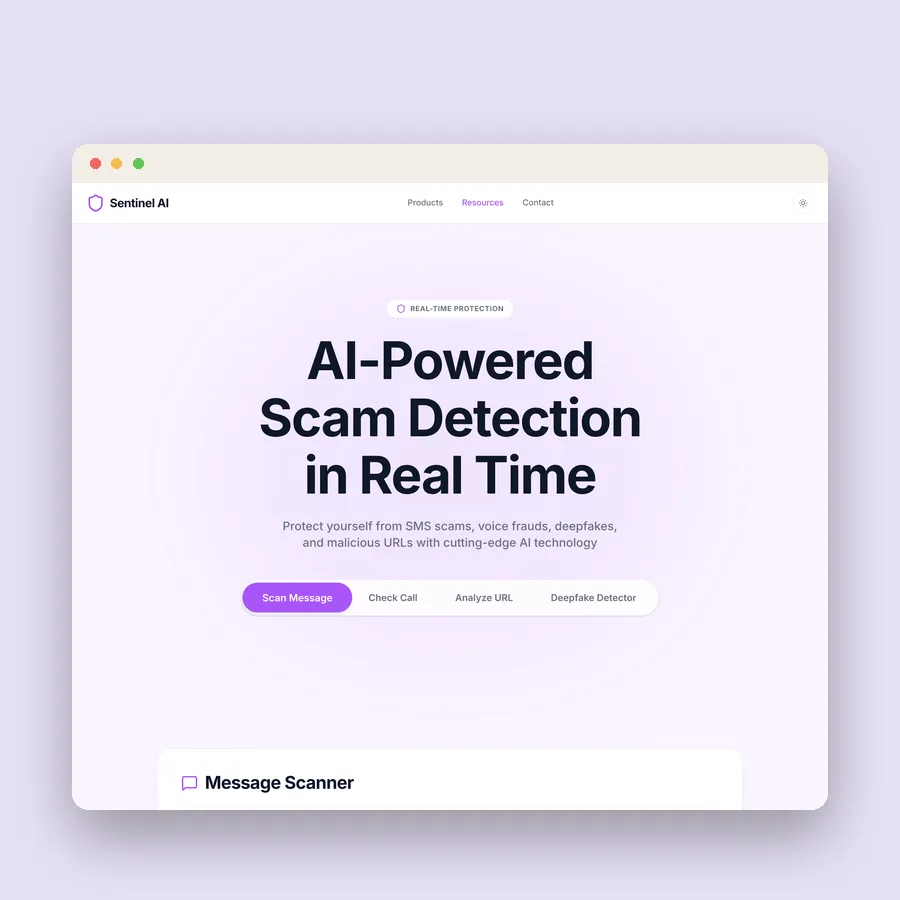 Sentinel AI
Products
Resources
Contact
REAL-TIME PROTECTION
AI-Powered
Scam Detection
in Real Time
Protect yourself from SMS scams, voice frauds, deepfakes,
and malicious URLs with cutting-edge AI technology
Scan Message
Check Call
Analyze URL
Deepfake Detector
Message Scanner